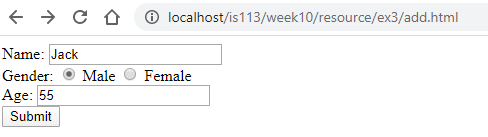 localhost/is113/week10/resource/ex3/add.html
Name: Jack
Gender: Male Female
Age: 55
Submit